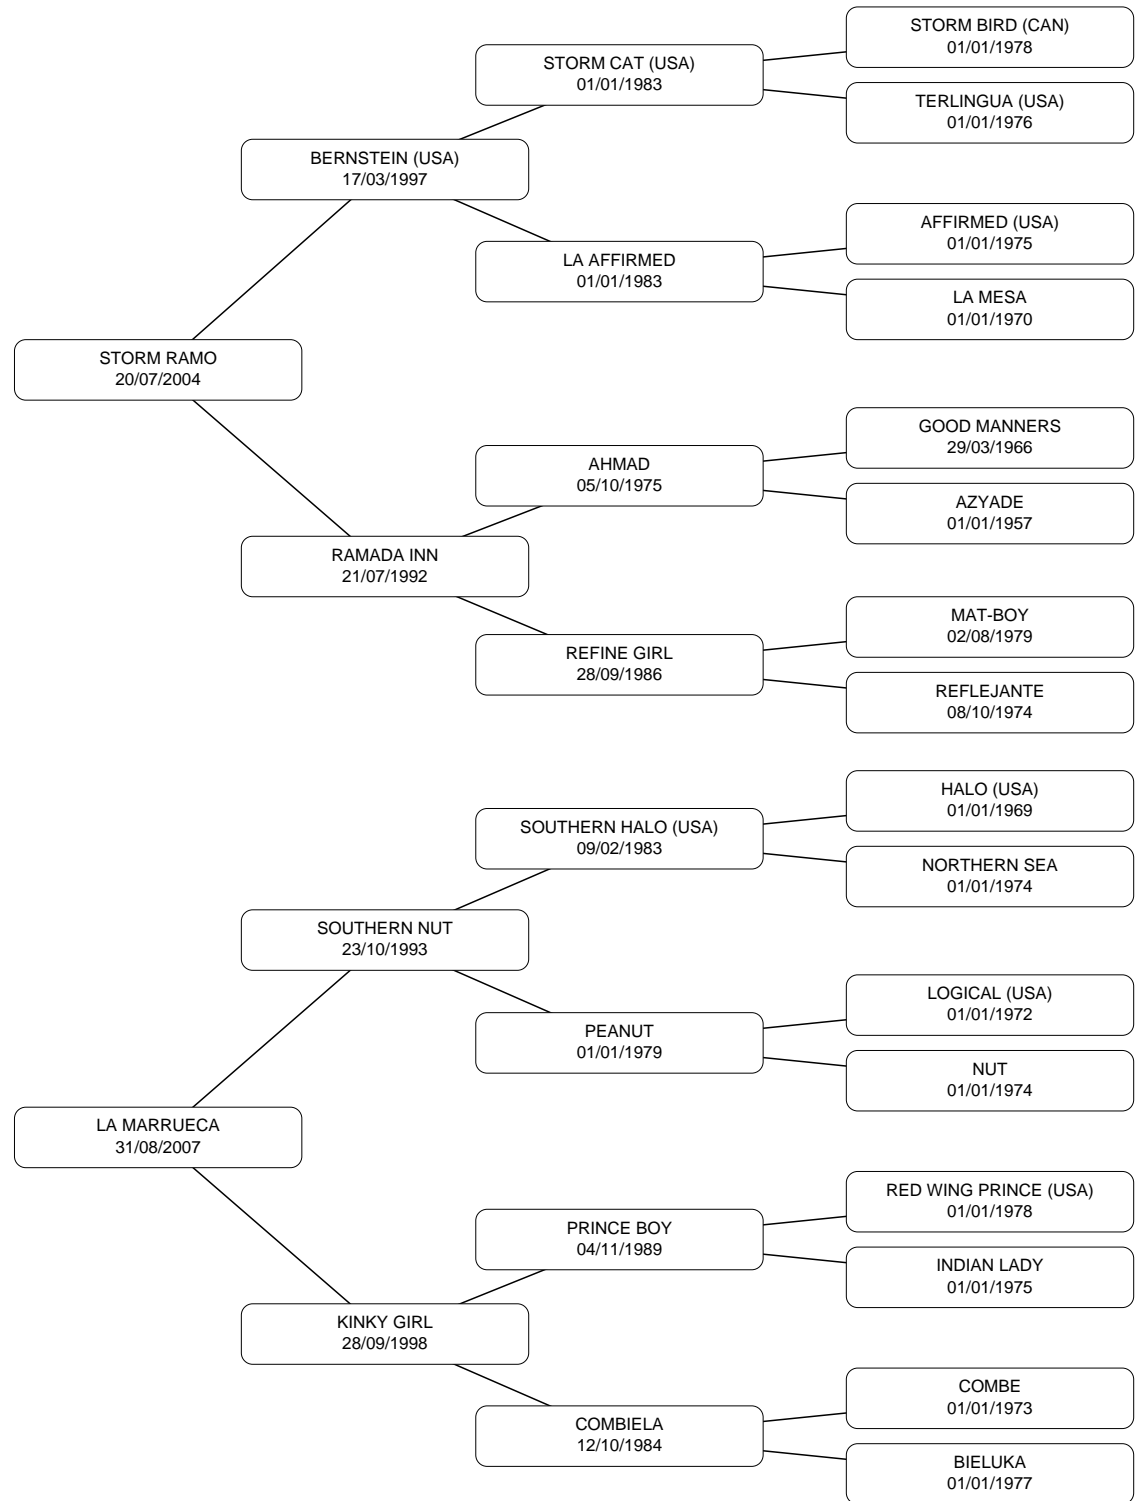 STORM BIRD (CAN)
01/01/1978
STORM CAT (USA)
01/01/1983
TERLINGUA (USA)
01/01/1976
BERNSTEIN (USA)
17/03/1997
AFFIRMED (USA)
01/01/1975
LA AFFIRMED
01/01/1983
LA MESA
01/01/1970
STORM RAMO
20/07/2004
GOOD MANNERS
29/03/1966
AHMAD
05/10/1975
AZYADE
01/01/1957
RAMADA INN
21/07/1992
MAT-BOY
02/08/1979
REFINE GIRL
28/09/1986
REFLEJANTE
08/10/1974
HALO (USA)
01/01/1969
SOUTHERN HALO (USA)
09/02/1983
NORTHERN SEA
01/01/1974
SOUTHERN NUT
23/10/1993
LOGICAL (USA)
01/01/1972
PEANUT
01/01/1979
NUT
01/01/1974
LA MARRUECA
31/08/2007
RED WING PRINCE (USA)
01/01/1978
PRINCE BOY
04/11/1989
INDIAN LADY
01/01/1975
KINKY GIRL
28/09/1998
COMBE
01/01/1973
COMBIELA
12/10/1984
BIELUKA
01/01/1977